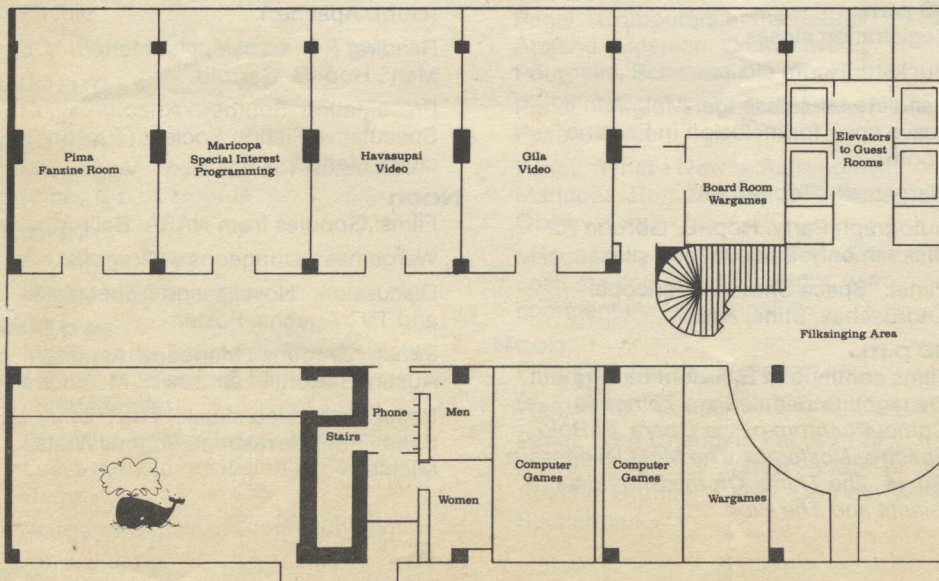 Pima
Fanzine Room
Maricopa
Special Interest
Programming
Havasupai
Video
Gila
Video
Board Room
Wargames
Elevators
to Guest
Rooms
Filksinging Area
Stairs
Phone
Men
Women
Computer
Games
Computer
Games
Wargames